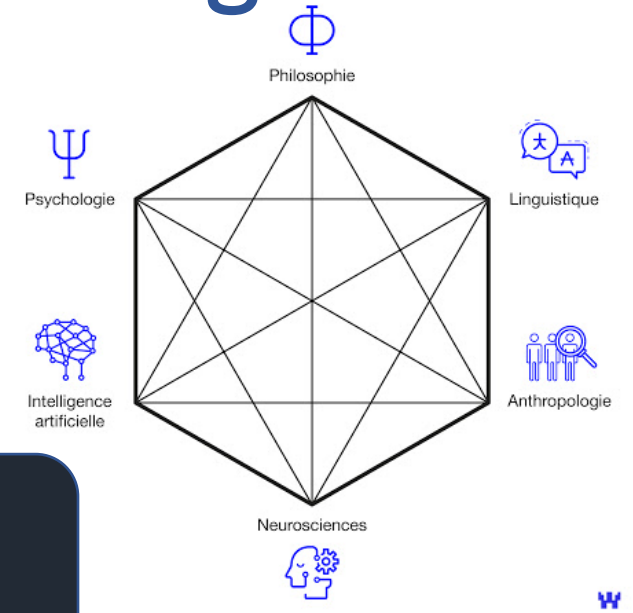 Philosophie
Psychologie
Linguistique
Intelligence
artificielle
Anthropologie
Neurosciences